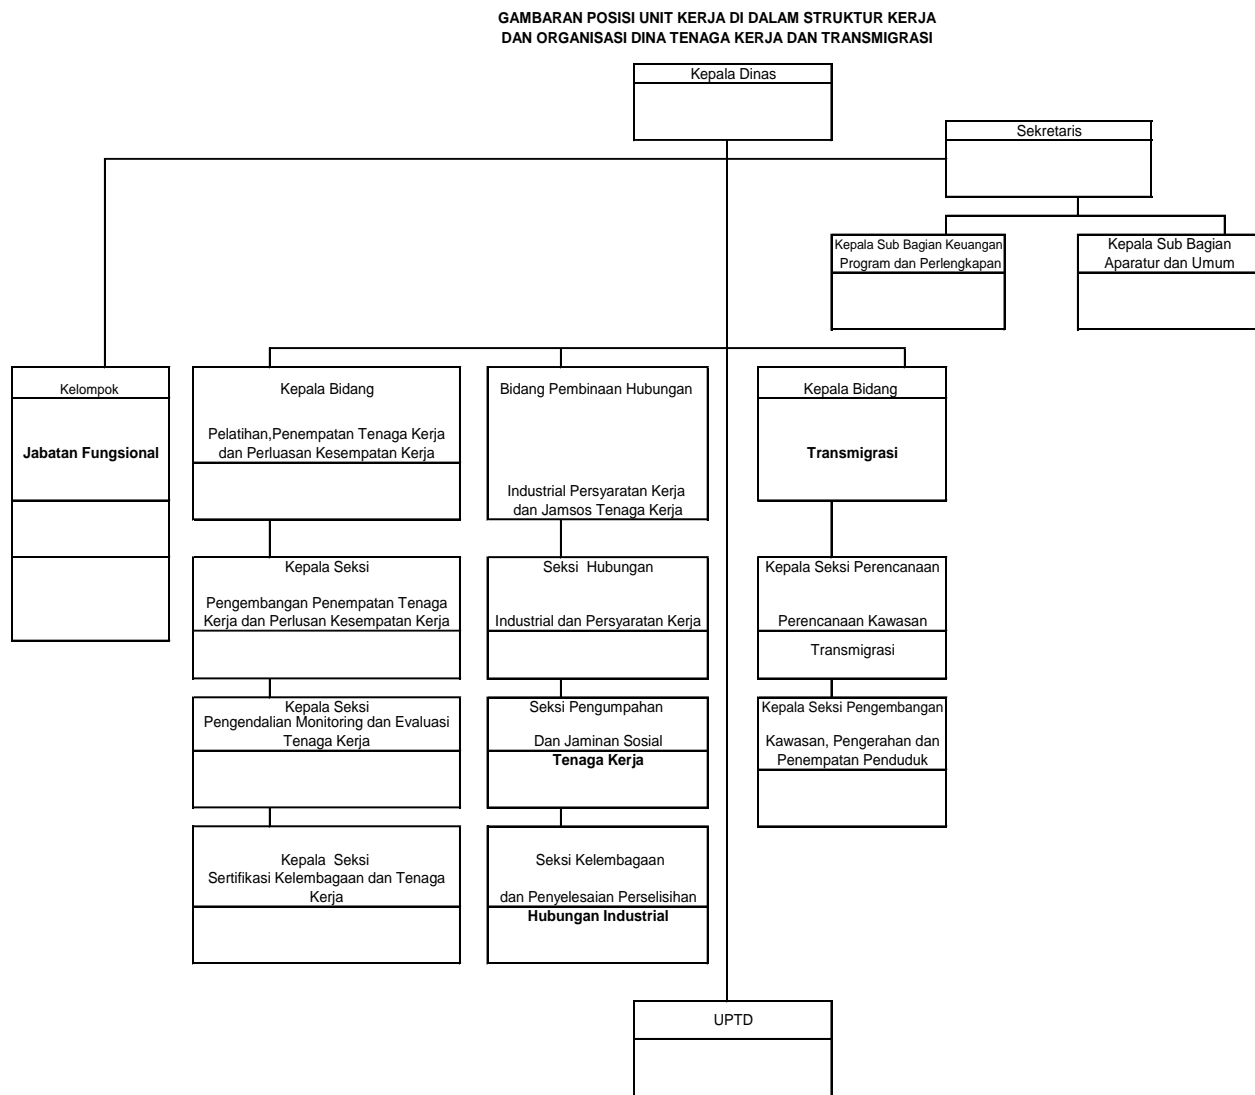 GAMBARAN POSISI UNIT KERJA DI DALAM STRUKTUR KERJA
DAN ORGANISASI DINA TENAGA KERJA DAN TRANSMIGRASI
Kepala Dinas
Sekretaris
Kepala Sub Bagian Keuangan
Program dan Perlengkapan
Kepala Sub Bagian
Aparatur dan Umum
Kelompok
Jabatan Fungsional
Kepala Bidang
Pelatihan,Penempatan Tenaga Kerja
dan Perluasan Kesempatan Kerja
Bidang Pembinaan Hubungan
Industrial Persyaratan Kerja
dan Jamsos Tenaga Kerja
Kepala Bidang
Transmigrasi
Kepala Seksi
Pengembangan Penempatan Tenaga
Kerja dan Perlusan Kesempatan Kerja
Seksi Hubungan
Industrial dan Persyaratan Kerja
Kepala Seksi Perencanaan
Perencanaan Kawasan
Transmigrasi
Kepala Seksi
Pengendalian Monitoring dan Evaluasi
Tenaga Kerja
Seksi Pengumpahan
Dan Jaminan Sosial
Tenaga Kerja
Kepala Seksi Pengembangan
Kawasan, Pengerahan dan
Penempatan Penduduk
Kepala Seksi
Sertifikasi Kelembagaan dan Tenaga
Kerja
Seksi Kelembagaan
dan Penyelesaian Perselisihan
Hubungan Industrial
UPTD